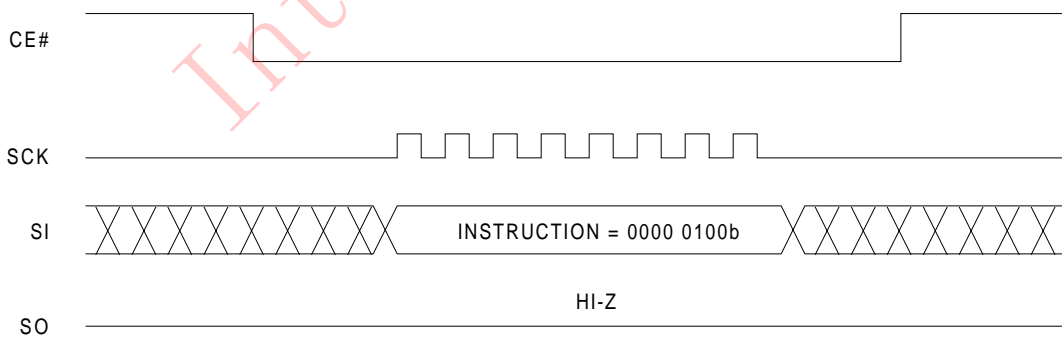 CE#
SCK
SI
INSTRUCTION = 0000 0100b
HI-Z
SO